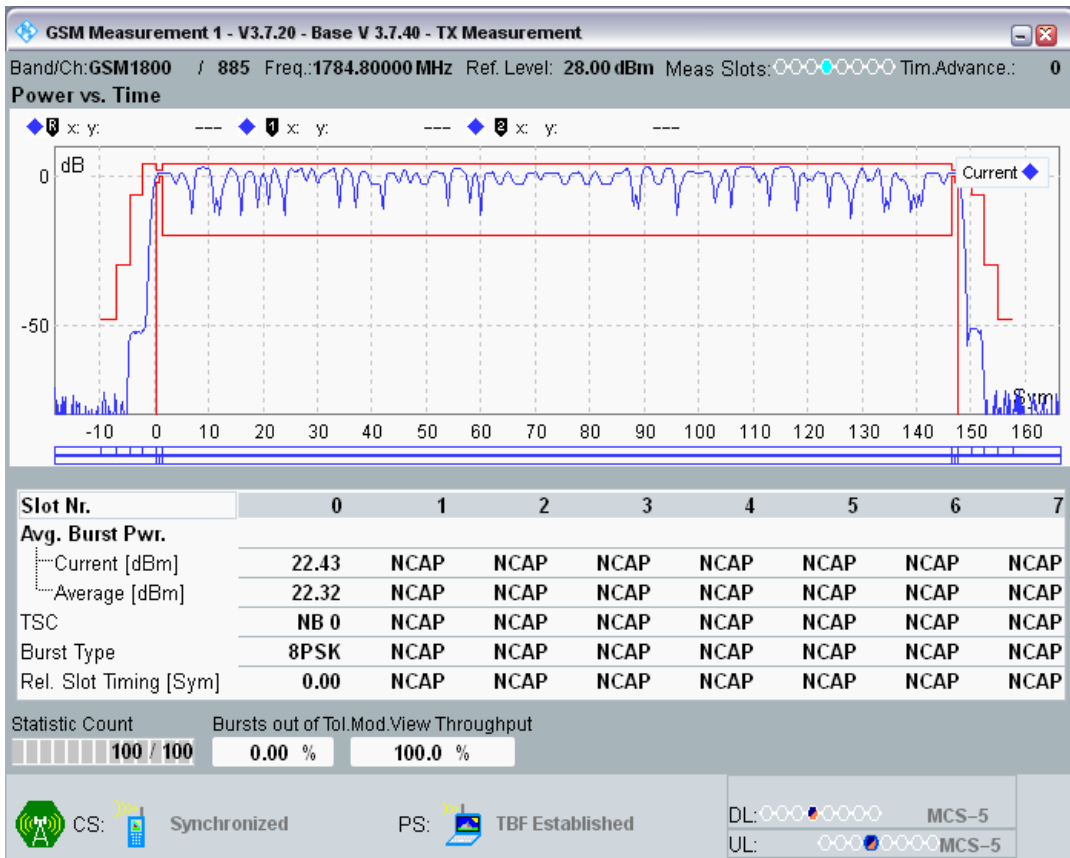 GSM Measurement 1 - V3.7.20 - Base V 3.7.40 - TX Measurement
Band/Ch:GSM1800 / 885 Freq.:1784.80000 MHz Ref. Level: 28.00 dBm Meas Slots: Tim.Advance.: 0
Power vs. Time
R x: y: --- 1 x: y: --- 2 x: y: ---
dB
Current
0
-50
Sym
-10 0 10 20 30 40 50 60 70 80 90 100 110 120 130 140 150 160
Slot Nr. 0 1 2 3 4 5 6 7
Avg. Burst Pwr.
Current [dBm] 22.43 NCAP NCAP NCAP NCAP NCAP NCAP NCAP
Average [dBm] 22.32 NCAP NCAP NCAP NCAP NCAP NCAP NCAP
TSC NB 0 NCAP NCAP NCAP NCAP NCAP NCAP NCAP
Burst Type 8PSK NCAP NCAP NCAP NCAP NCAP NCAP NCAP
Rel. Slot Timing [Sym] 0.00 NCAP NCAP NCAP NCAP NCAP NCAP NCAP
Statistic Count Bursts out of Tol.Mod.View Throughput
100 / 100 0.00 % 100.0 %
CS: Synchronized PS: TBF Established
DL: MCS-5
UL: MCS-5